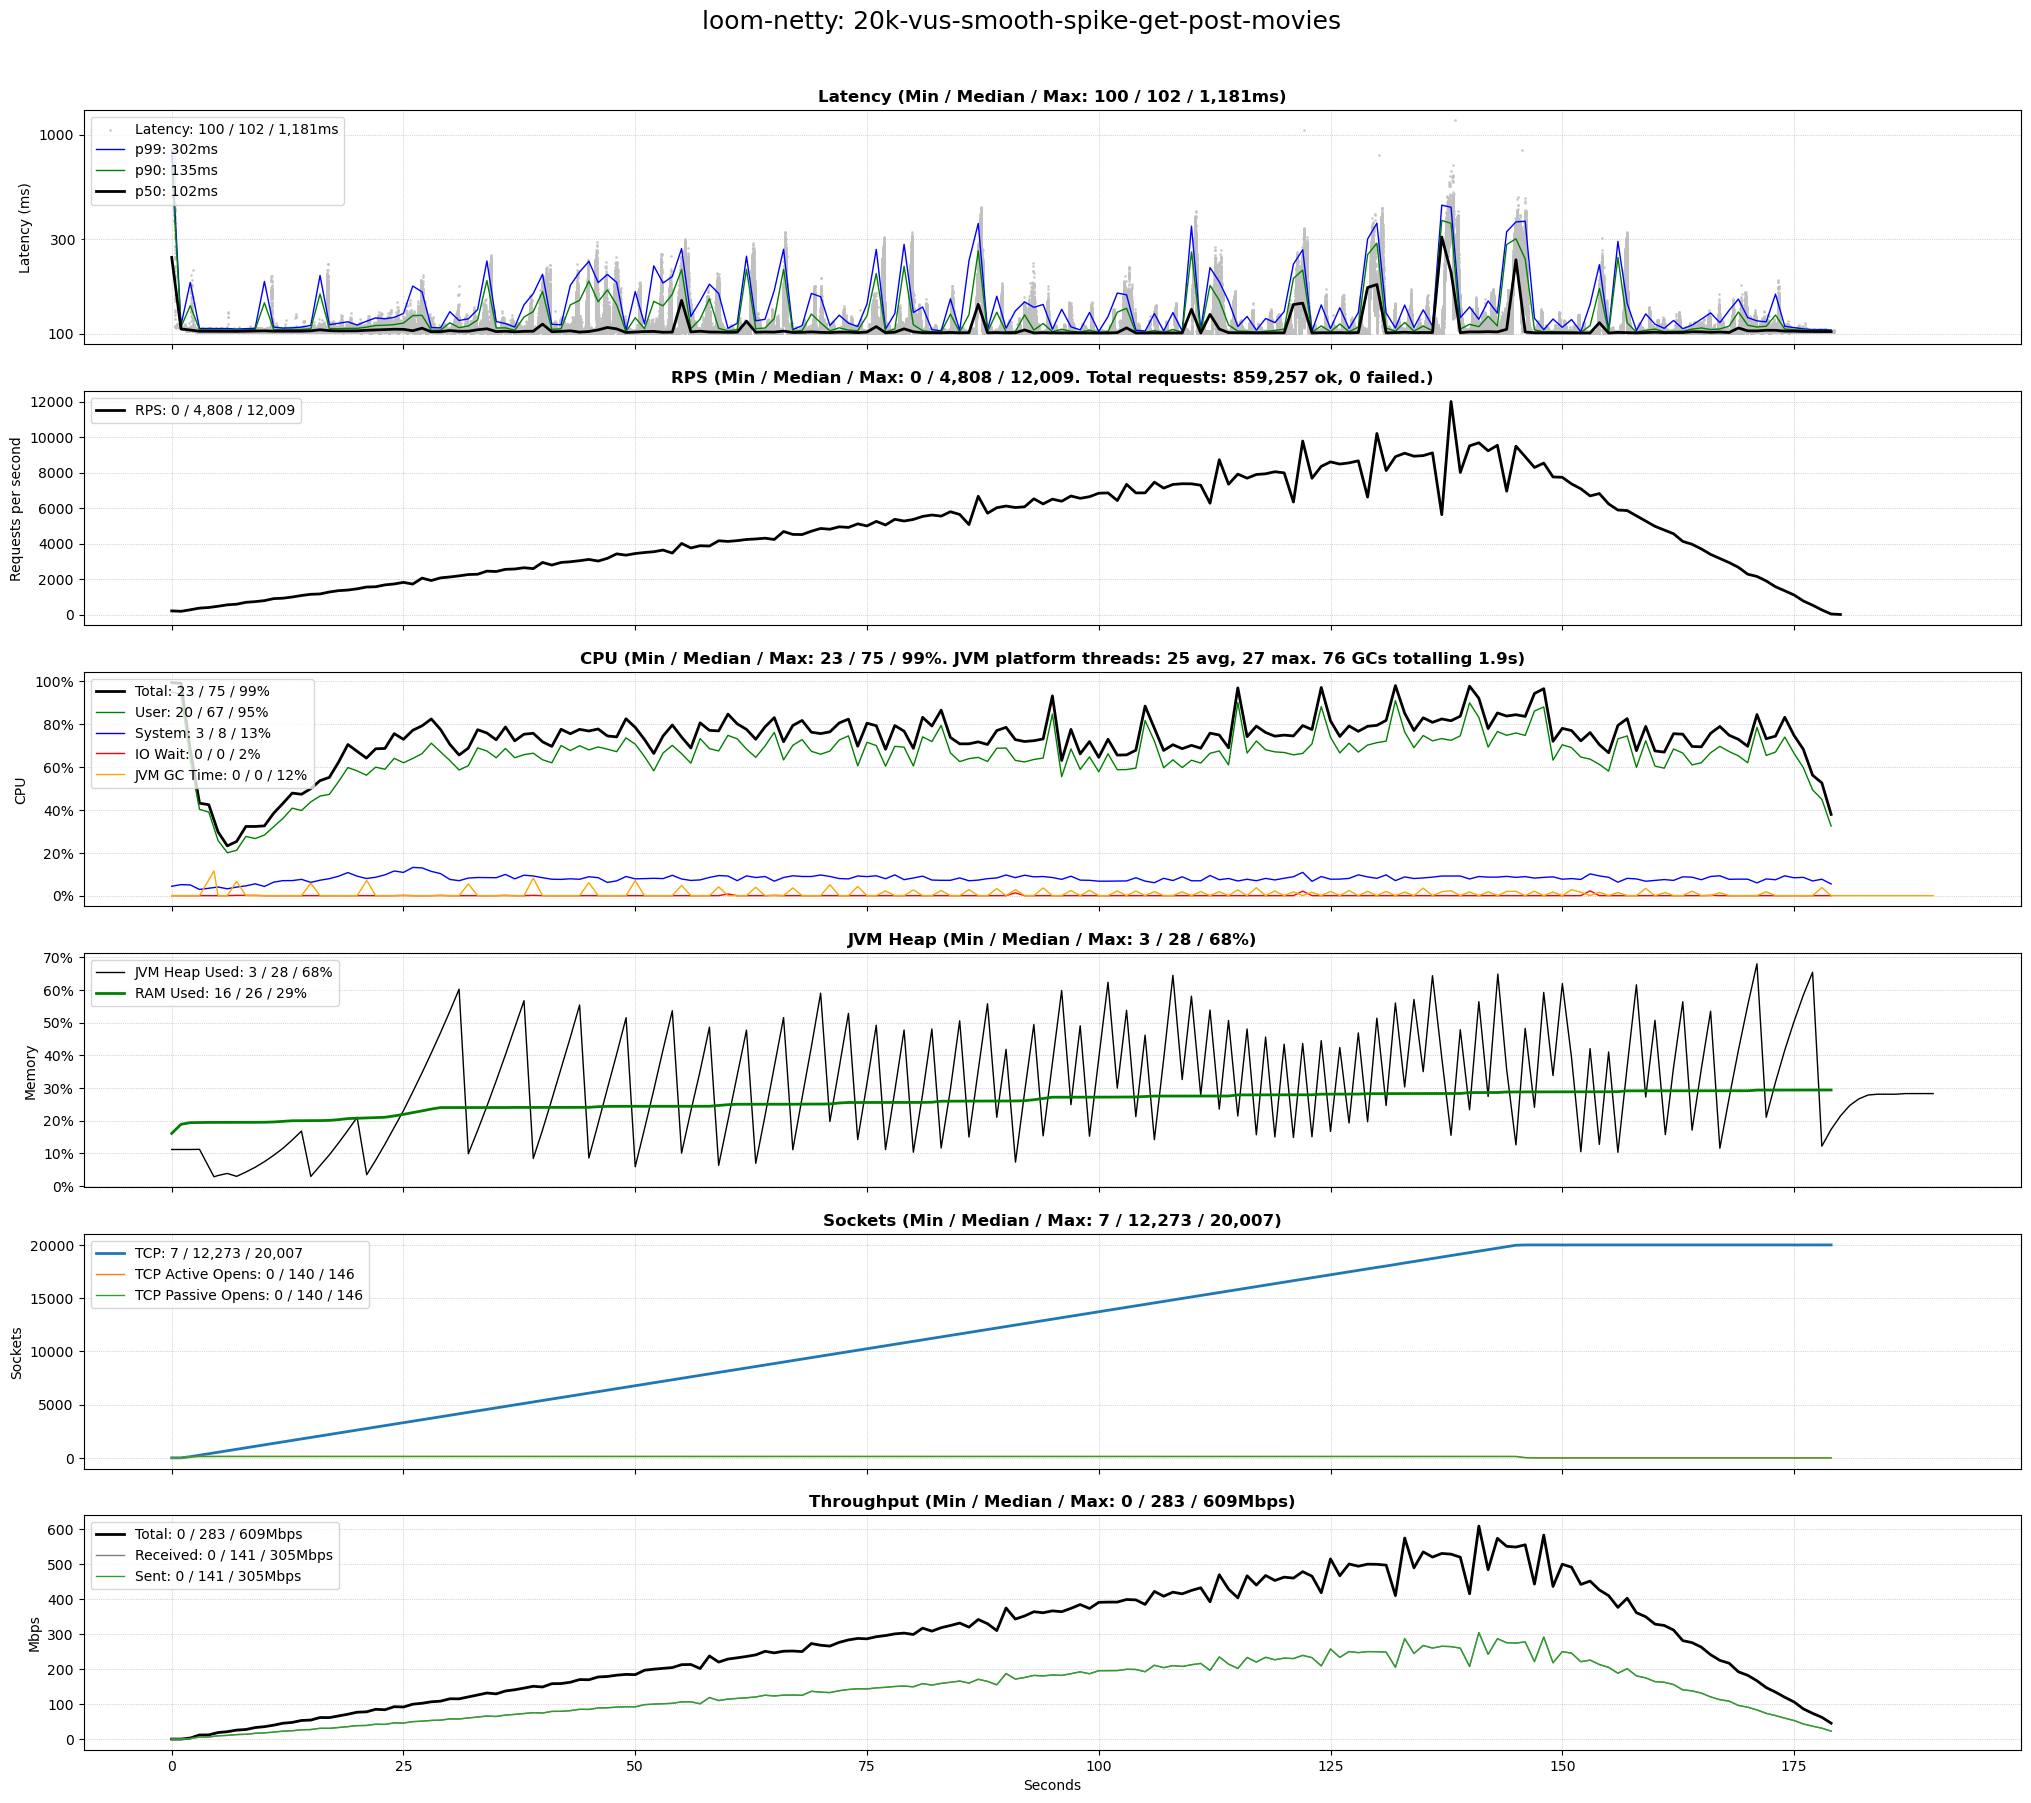 loom-netty: 20k-vus-smooth-spike-get-post-movies
Latency (Min / Median / Max: 100 / 102 / 1,181ms)
Latency (ms)
1000
300
100
Latency: 100 / 102 / 1,181ms
p99: 302ms
p90: 135ms
p50: 102ms
RPS (Min / Median / Max: 0 / 4,808 / 12,009. Total requests: 859,257 ok, 0 failed.)
Requests per second
12000
10000
8000
6000
4000
2000
0
RPS: 0 / 4,808 / 12,009
CPU (Min / Median / Max: 23 / 75 / 99%. JVM platform threads: 25 avg, 27 max. 76 GCs totalling 1.9s)
CPU
100%
80%
60%
40%
20%
0%
Total: 23 / 75 / 99%
User: 20 / 67 / 95%
System: 3 / 8 / 13%
IO Wait: 0 / 0 / 2%
JVM GC Time: 0 / 0 / 12%
JVM Heap (Min / Median / Max: 3 / 28 / 68%)
Memory
70%
60%
50%
40%
30%
20%
10%
0%
JVM Heap Used: 3 / 28 / 68%
RAM Used: 16 / 26 / 29%
Sockets (Min / Median / Max: 7 / 12,273 / 20,007)
Sockets
20000
15000
10000
5000
0
TCP: 7 / 12,273 / 20,007
TCP Active Opens: 0 / 140 / 146
TCP Passive Opens: 0 / 140 / 146
Throughput (Min / Median / Max: 0 / 283 / 609Mbps)
Mbps
600
500
400
300
200
100
0
Total: 0 / 283 / 609Mbps
Received: 0 / 141 / 305Mbps
Sent: 0 / 141 / 305Mbps
0 25 50 75 100 125 150 175
Seconds